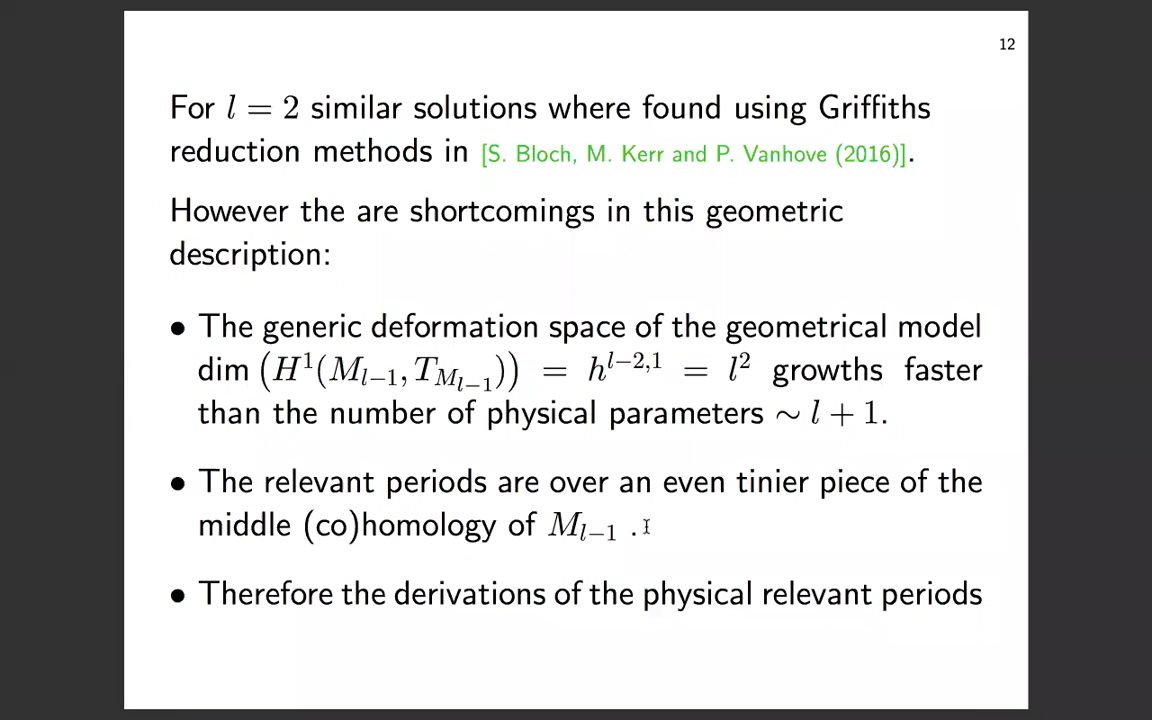 12
For l = 2 similar solutions where found using Griffiths
reduction methods in [S. Bloch, M. Kerr and P. Vanhove (2016)].
However the are shortcomings in this geometric
description:
• The generic deformation space of the geometrical model
dim (H¹(M_{l−1}, T_{M_{l−1}})) = h^{l−2,1} = l² growths faster
than the number of physical parameters ∼ l + 1.
• The relevant periods are over an even tinier piece of the
middle (co)homology of M_{l−1} .
• Therefore the derivations of the physical relevant periods